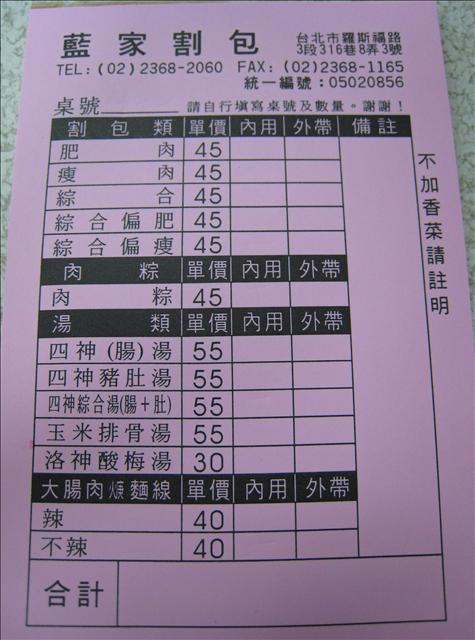 藍家割包
台北市羅斯福路
3段316巷8弄3號
TEL:(02)2368-2060 FAX:(02)2368-1165
統一編號:05020856
桌號 請自行填寫桌號及數量。謝謝!
割包類 單價 內用 外帶 備註
肥肉 45
瘦肉 45
綜合 45
綜合偏肥 45
綜合偏瘦 45
肉粽 單價 內用 外帶
肉粽 45
湯類 單價 內用 外帶
四神(腸)湯 55
四神豬肚湯 55
四神綜合湯(腸+肚) 55
玉米排骨湯 55
洛神酸梅湯 30
大腸肉焿麵線 單價 內用 外帶
辣 40
不辣 40
合計
不加香菜請註明